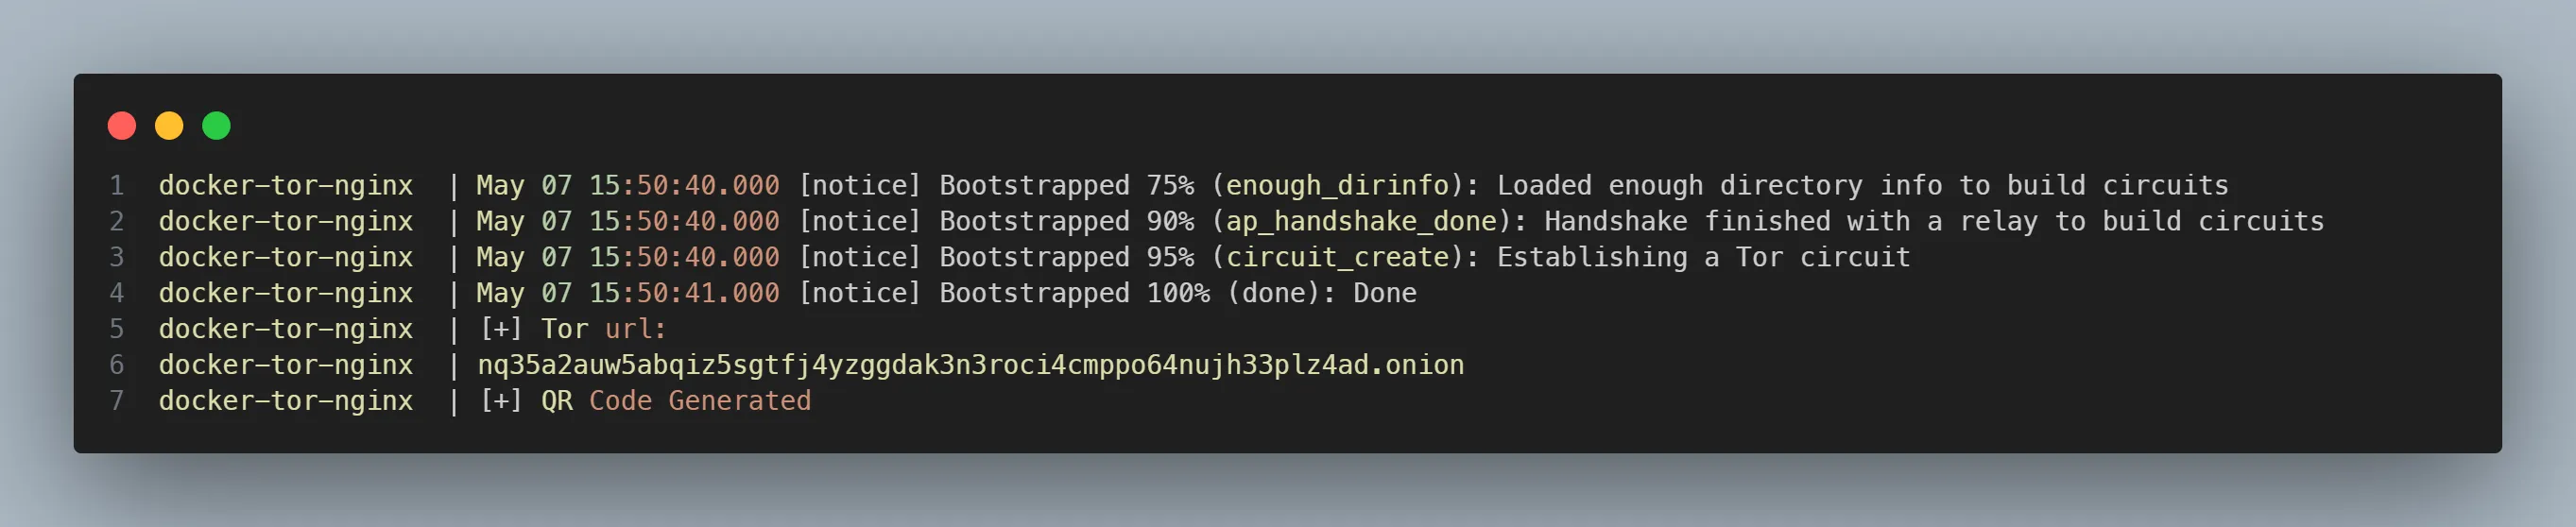 1 docker-tor-nginx | May 07 15:50:40.000 [notice] Bootstrapped 75% (enough_dirinfo): Loaded enough directory info to build circuits
2 docker-tor-nginx | May 07 15:50:40.000 [notice] Bootstrapped 90% (ap_handshake_done): Handshake finished with a relay to build circuits
3 docker-tor-nginx | May 07 15:50:40.000 [notice] Bootstrapped 95% (circuit_create): Establishing a Tor circuit
4 docker-tor-nginx | May 07 15:50:41.000 [notice] Bootstrapped 100% (done): Done
5 docker-tor-nginx | [+] Tor url:
6 docker-tor-nginx | nq35a2auw5abqiz5sgtfj4yzggdak3n3roci4cmppo64nujh33plz4ad.onion
7 docker-tor-nginx | [+] QR Code Generated